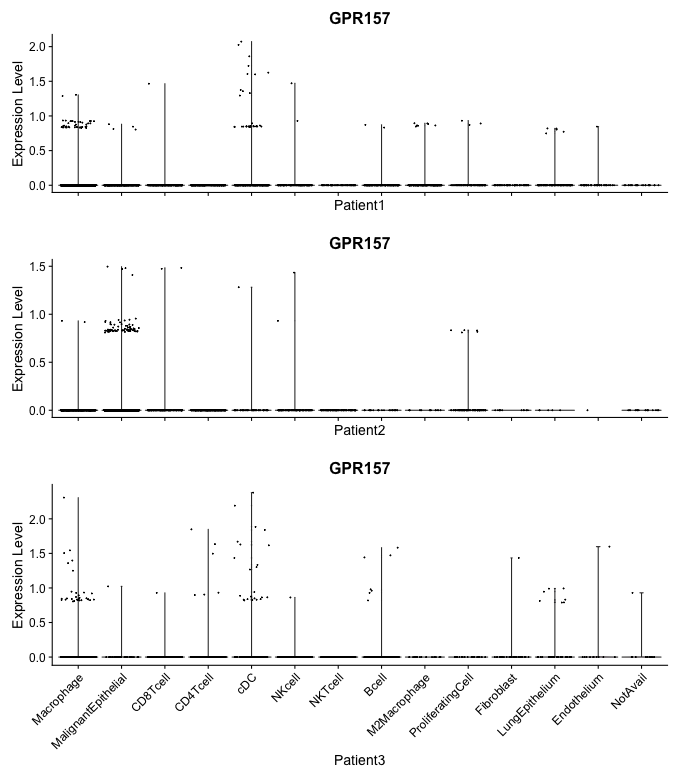 GPR157
Expression Level
2.0
1.5
1.0
0.5
0.0
Patient1
GPR157
Expression Level
1.5
1.0
0.5
0.0
Patient2
GPR157
Expression Level
2.0
1.5
1.0
0.5
0.0
Macrophage
MalignantEpithelial
CD8Tcell
CD4Tcell
cDC
NKcell
NKTcell
Bcell
M2Macrophage
ProliferatingCell
Fibroblast
LungEpithelium
Endothelium
NotAvail
Patient3